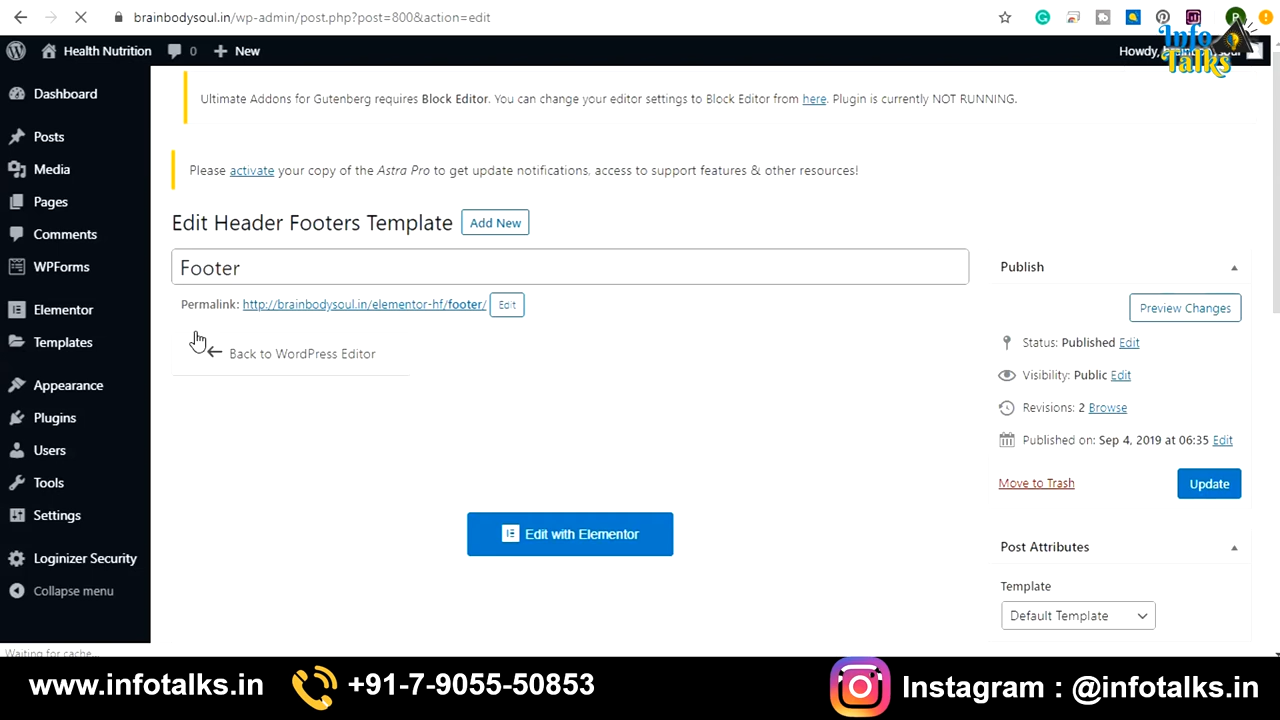 brainbodysoul.in/wp-admin/post.php?post=800&action=edit
Health Nutrition
0
New
Howdy,
Info
Talks
Dashboard
Posts
Media
Pages
Comments
WPForms
Elementor
Templates
Appearance
Plugins
Users
Tools
Settings
Loginizer Security
Collapse menu
Ultimate Addons for Gutenberg requires Block Editor. You can change your editor settings to Block Editor from here. Plugin is currently NOT RUNNING.
Please activate your copy of the Astra Pro to get update notifications, access to support features & other resources!
Edit Header Footers Template
Add New
Footer
Permalink: http://brainbodysoul.in/elementor-hf/footer/
Edit
← Back to WordPress Editor
Edit with Elementor
Publish
Preview Changes
Status: Published Edit
Visibility: Public Edit
Revisions: 2 Browse
Published on: Sep 4, 2019 at 06:35 Edit
Move to Trash
Update
Post Attributes
Template
Default Template
Waiting for cache...
www.infotalks.in
+91-7-9055-50853
Instagram : @infotalks.in